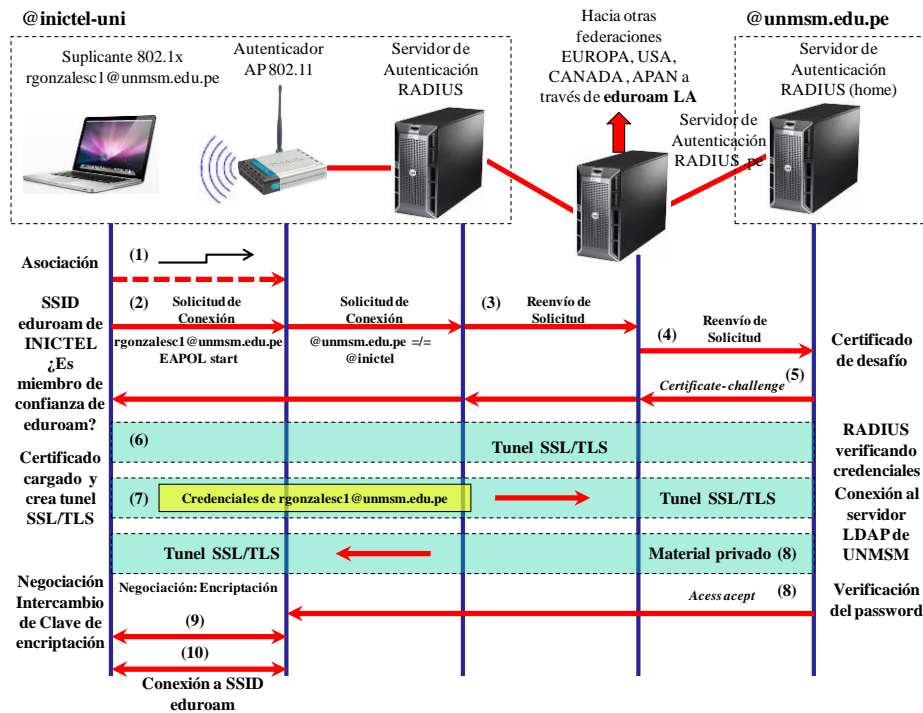 @inictel-uni
@unmsm.edu.pe
Suplicante 802.1x
rgonzalesc1@unmsm.edu.pe
Autenticador
AP 802.11
Servidor de
Autenticación
RADIUS
Hacia otras
federaciones
EUROPA, USA,
CANADA, APAN a
través de eduroam LA
Servidor de
Autenticación
RADIUS pe
Servidor de
Autenticación
RADIUS (home)
Asociación
(1)
SSID
eduroam de
INICTEL
¿Es
miembro de
confianza de
eduroam?
(2)
Solicitud de
Conexión
rgonzalesc1@unmsm.edu.pe
EAPOL start
Solicitud de
Conexión
@unmsm.edu.pe =/=
@inictel
(3)
Reenvío de
Solicitud
(4)
Reenvío de
Solicitud
Certificado
de desafío
Certificate-challenge
(5)
Certificado
cargado y
crea tunel
SSL/TLS
(6)
Tunel SSL/TLS
RADIUS
verificando
credenciales
(7)
Credenciales de rgonzalesc1@unmsm.edu.pe
Tunel SSL/TLS
Conexión al
servidor
LDAP de
UNMSM
Tunel SSL/TLS
Material privado (8)
Negociación
Intercambio
de Clave de
encriptación
Negociación: Encriptación
Acess acept
(8)
Verificación
del password
(9)
(10)
Conexión a SSID
eduroam